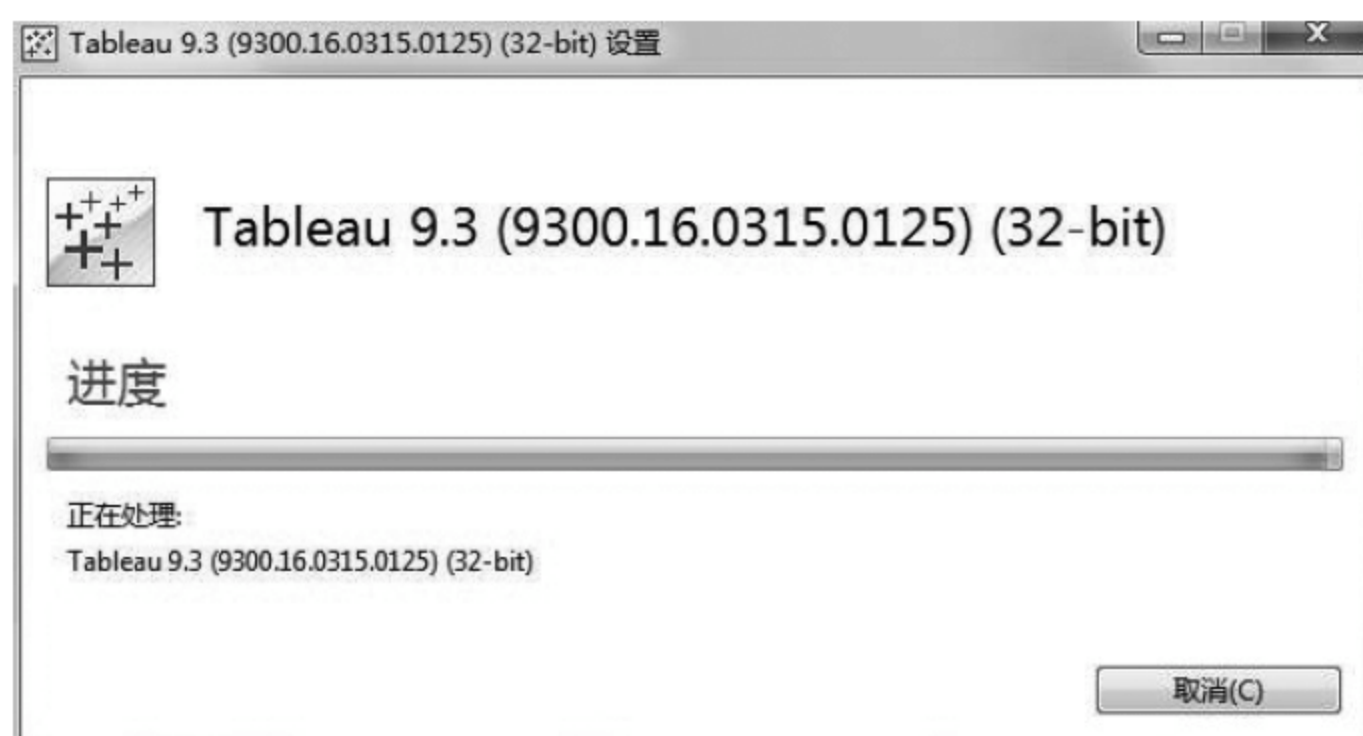 Tableau 9.3 (9300.16.0315.0125) (32-bit) 设置
Tableau 9.3 (9300.16.0315.0125) (32-bit)
进度
正在处理:
Tableau 9.3 (9300.16.0315.0125) (32-bit)
取消(C)